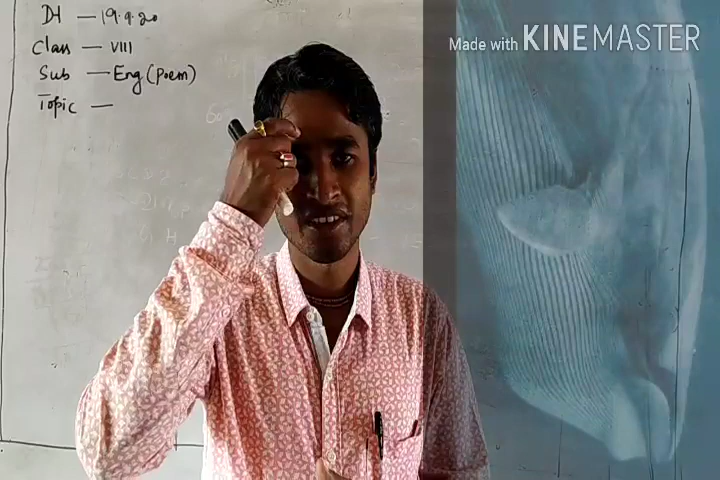 Dt — 19.9.20
Class — VIII
Sub — Eng (Poem)
Topic —
Made with KINEMASTER